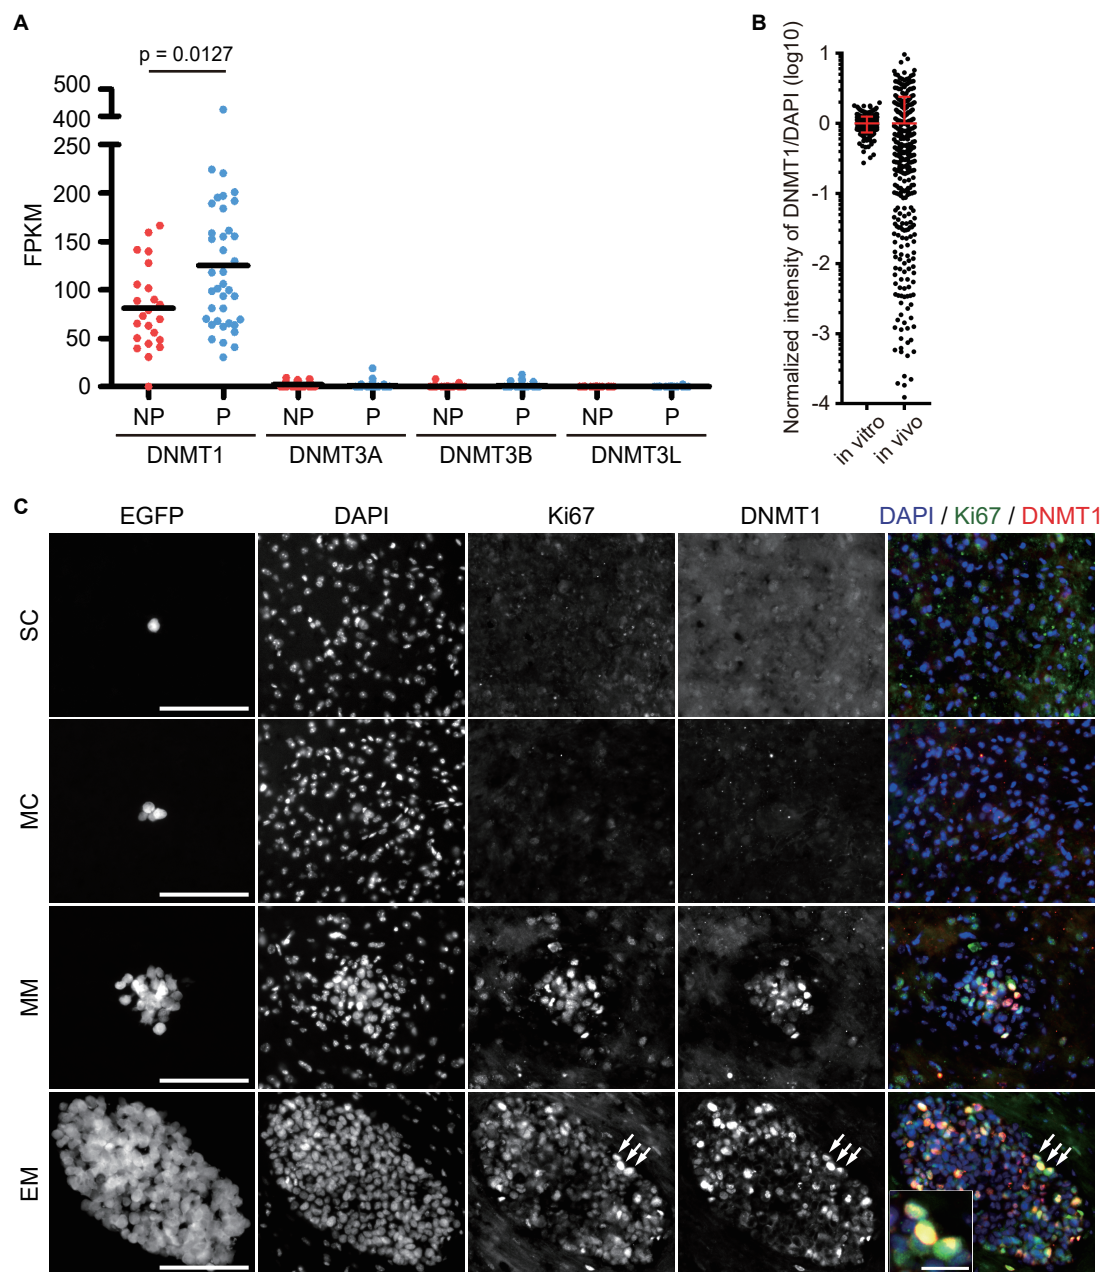 A
p = 0.0127
FPKM
500
400
250
200
150
100
50
0
NP P NP P NP P NP P
DNMT1 DNMT3A DNMT3B DNMT3L
B
Normalized intensity of DNMT1/DAPI (log10)
1
0
-1
-2
-3
-4
in vitro in vivo
C
EGFP DAPI Ki67 DNMT1 DAPI / Ki67 / DNMT1
SC
MC
MM
EM